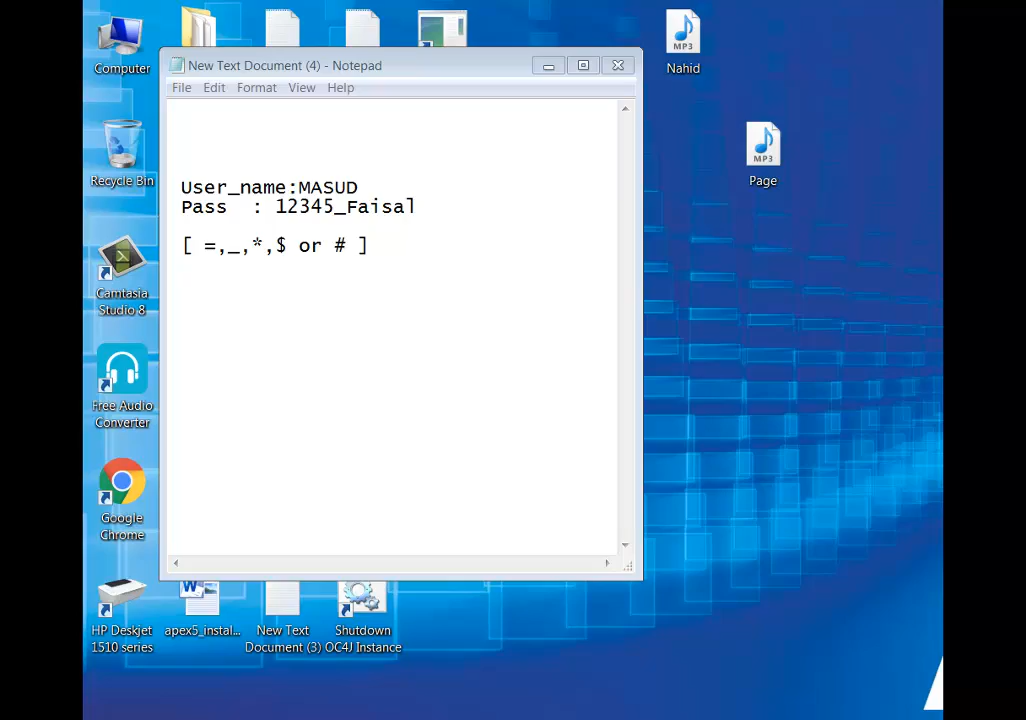 Computer
Recycle Bin
Camtasia
Studio 8
Free Audio
Converter
Google
Chrome
HP Deskjet
1510 series
apex5_instal...
New Text
Document (3)
Shutdown
OC4J Instance
MP3
Nahid
MP3
Page
New Text Document (4) - Notepad
File Edit Format View Help
User_name:MASUD
Pass : 12345_Faisal
[ =,_,*,$ or # ]